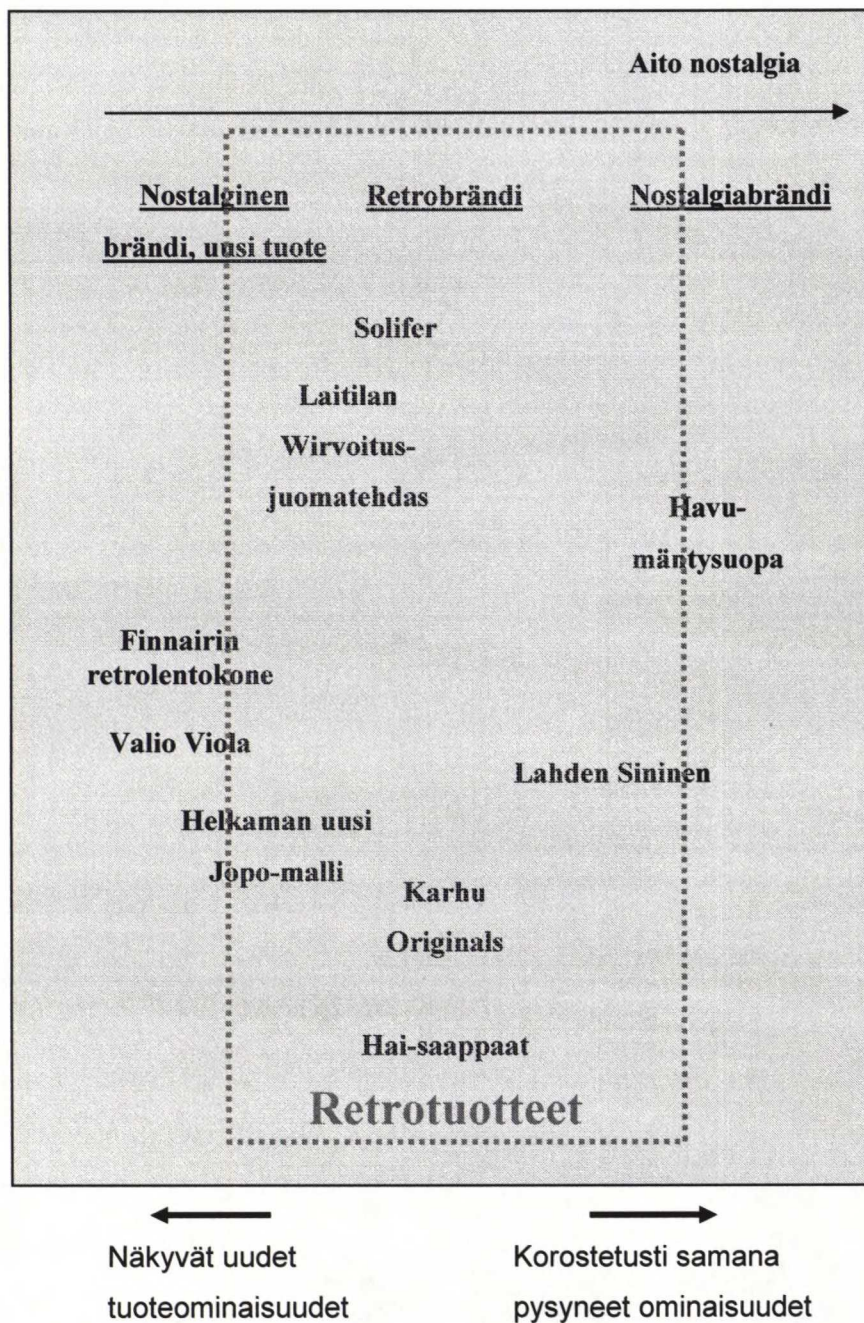 Aito nostalgia
Nostalginen
brändi, uusi tuote
Retrobrändi
Nostalgiabrändi
Solifer
Laitilan
Wirvoitus-
juomatehdas
Havu-
mäntysuopa
Finnairin
retrolentokone
Valio Viola
Lahden Sininen
Helkaman uusi
Jopo-malli
Karhu
Originals
Hai-saappaat
Retrotuotteet
Näkyvät uudet
tuoteominaisuudet
Korostetusti samana
pysyneet ominaisuudet